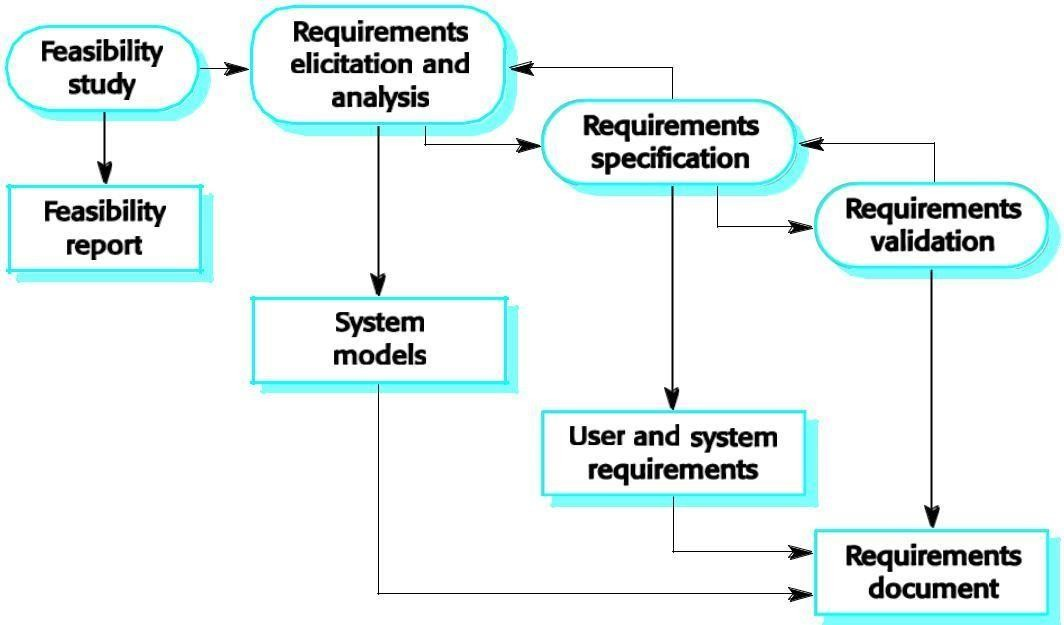 Feasibility
study
Requirements
elicitation and
analysis
Requirements
specification
Requirements
validation
Feasibility
report
System
models
User and system
requirements
Requirements
document